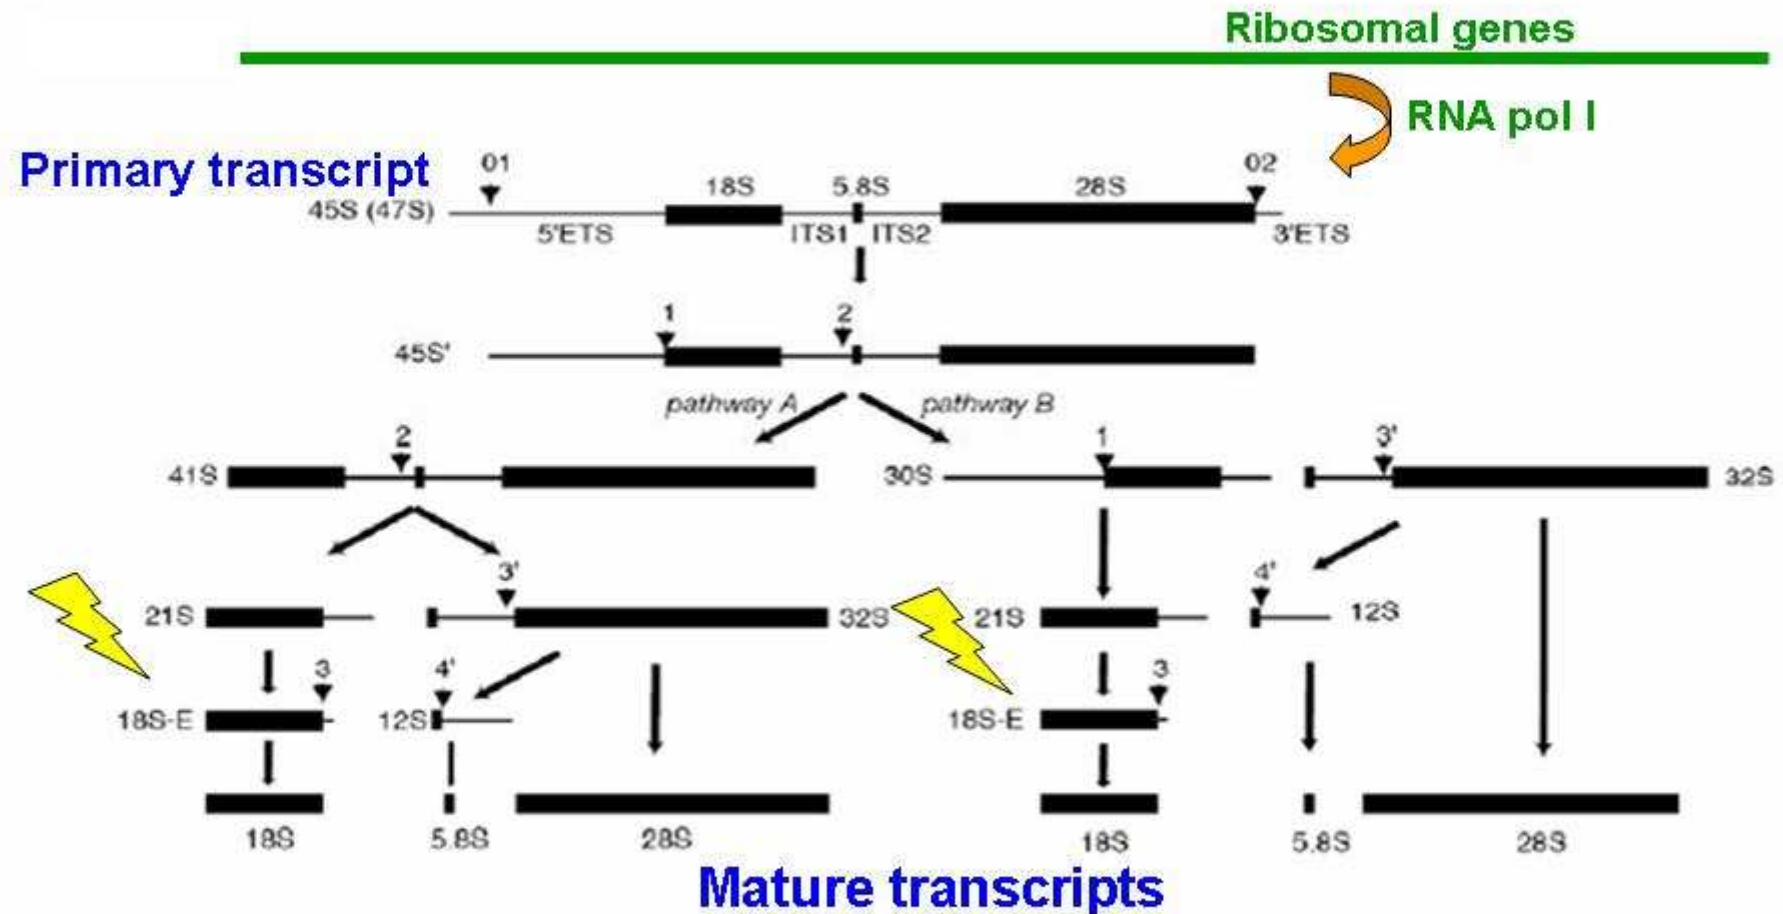 Ribosomal genes
RNA pol I
Primary transcript
01 02
18S 5.8S 28S
45S (47S)
5'ETS ITS1 ITS2 3'ETS
1 2
45S'
pathway A pathway B
2 1 3'
41S 30S 32S
3' 4'
21S 32S 21S 12S
3 4' 3
18S-E 12S 18S-E
18S 5.8S 28S 18S 5.8S 28S
Mature transcripts